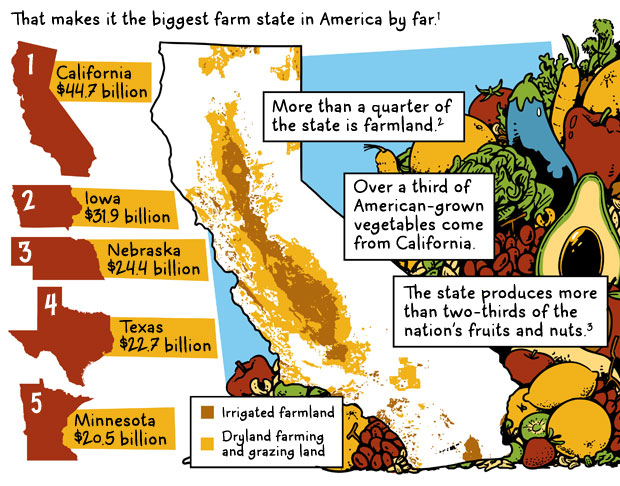 That makes it the biggest farm state in America by far.¹
1
California
$44.7 billion
2
Iowa
$31.9 billion
3
Nebraska
$24.4 billion
4
Texas
$22.7 billion
5
Minnesota
$20.5 billion
More than a quarter of
the state is farmland.²
Over a third of
American-grown
vegetables come
from California.
The state produces more
than two-thirds of the
nation's fruits and nuts.³
Irrigated farmland
Dryland farming
and grazing land